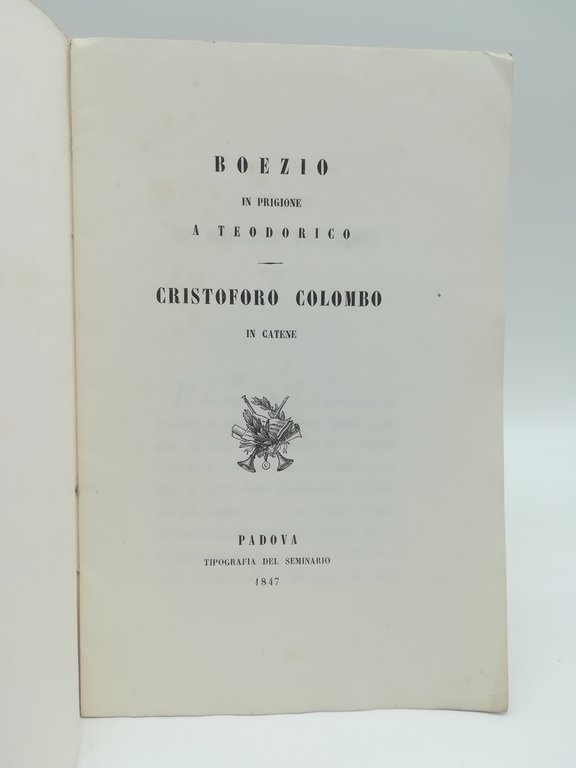 BOEZIO
IN PRIGIONE
A TEODORICO
CRISTOFORO COLOMBO
IN CATENE
PADOVA
TIPOGRAFIA DEL SEMINARIO
1847